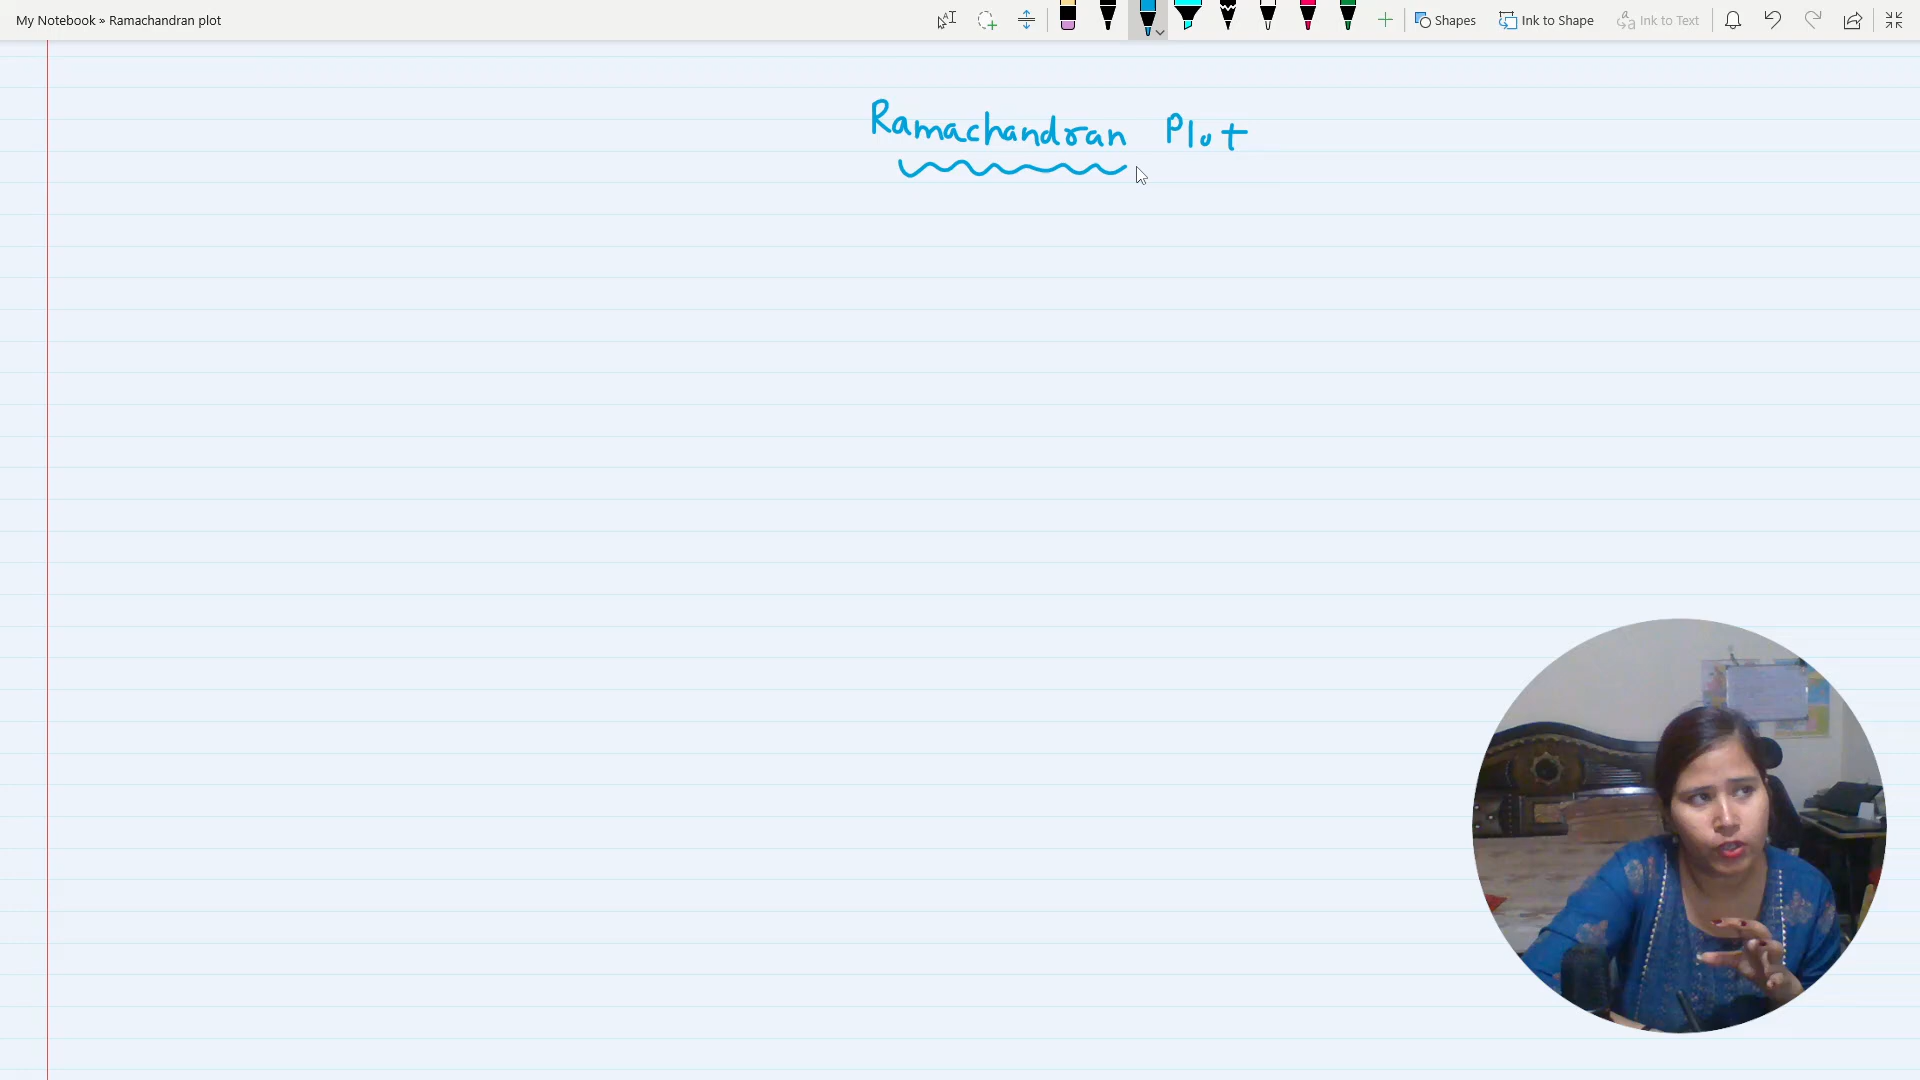 My Notebook » Ramachandran plot
Shapes
Ink to Shape
Ink to Text
Ramachandran Plot